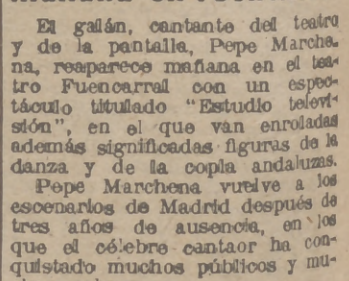 El galán, cantante del teatro
y de la pantalla, Pepe Marche-
na, reaparece mañana en el tea-
tro Fuencarral con un espec-
táculo titulado "Estudio televi-
sión", en el que van enroladas
además significadas figuras de la
danza y de la copla andaluzas.
Pepe Marchena vuelve a los
escenarios de Madrid después de
tres años de ausencia, en los
que el célebre cantaor ha con-
quistado muchos públicos y mu-